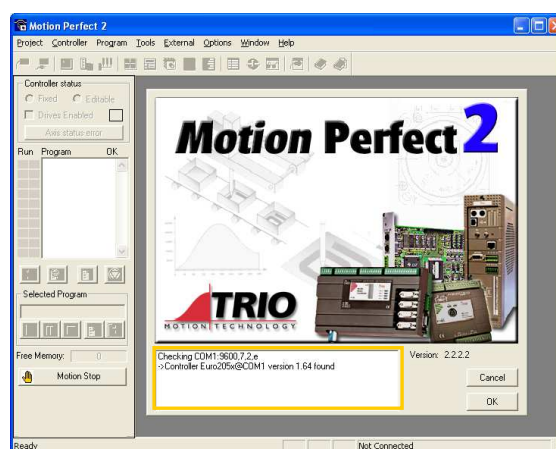 Motion Perfect 2
Project Controller Program Tools External Options Window Help
Controller status
Fixed Editable
Drives Enabled
Axis status error
Run Program OK
Selected Program
Free Memory: 0
Motion Stop
Motion Perfect 2
TRIO
MOTION TECHNOLOGY
Checking COM1:9600,7,2,e
->Controller Euro205x@COM1 version 1.64 found
Version: 2.2.2.2
Cancel
OK
Ready
Not Connected